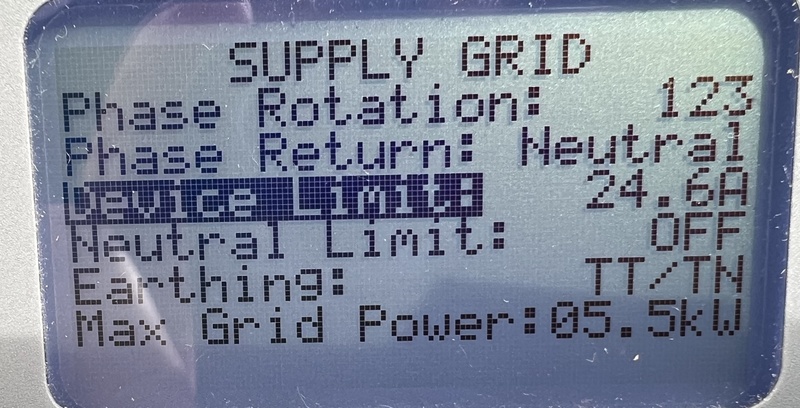 SUPPLY GRID
Phase Rotation: 123
Phase Return: Neutral
Device Limit: 24.6A
Neutral Limit: OFF
Earthing: TT/TN
Max Grid Power:05.5kW